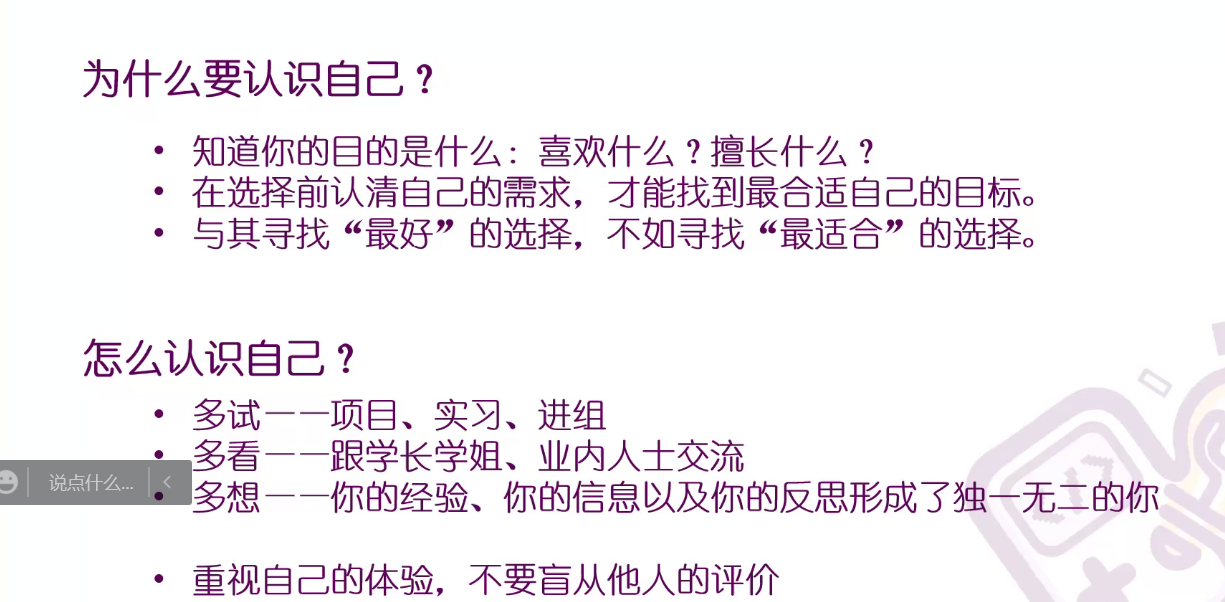 为什么要认识自己？
• 知道你的目的是什么：喜欢什么？擅长什么？
• 在选择前认清自己的需求，才能找到最合适自己的目标。
• 与其寻找“最好”的选择，不如寻找“最适合”的选择。
怎么认识自己？
• 多试——项目、实习、进组
• 多看——跟学长学姐、业内人士交流
说点什么...
• 多想——你的经验、你的信息以及你的反思形成了独一无二的你
• 重视自己的体验，不要盲从他人的评价